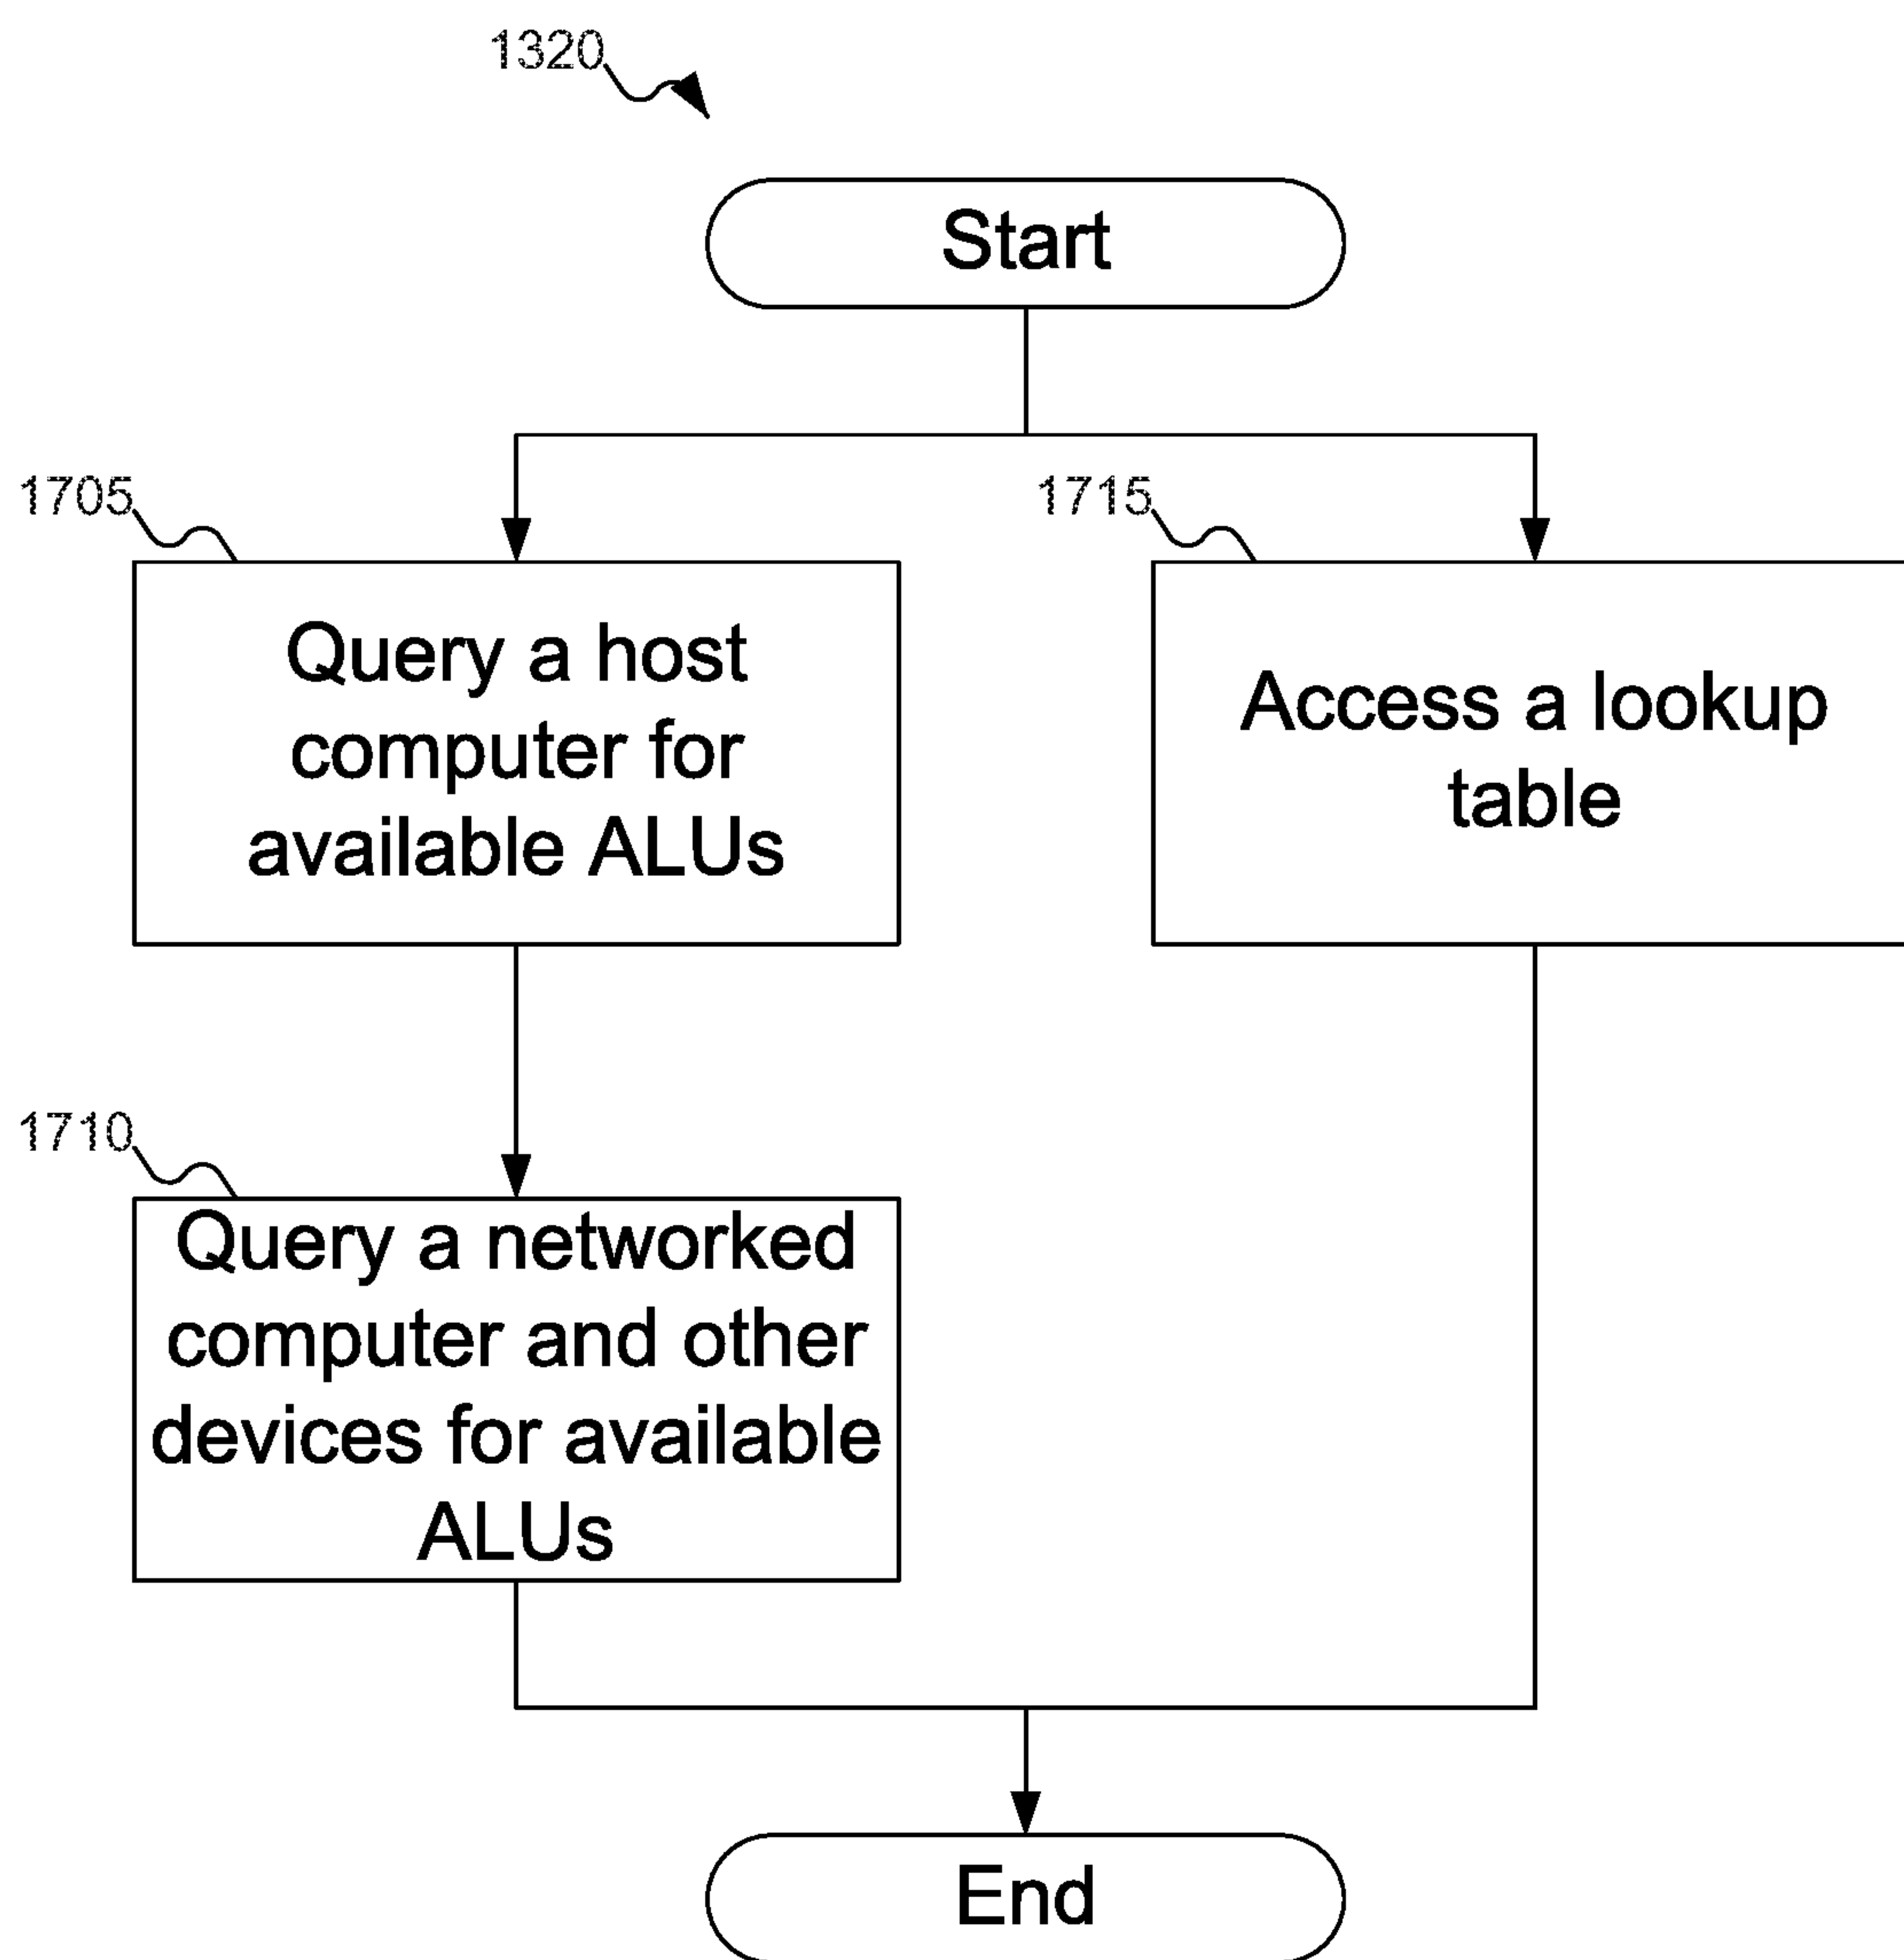 1320
Start
1705
Query a host
computer for
available ALUs
1715
Access a lookup
table
1710
Query a networked
computer and other
devices for available
ALUs
End